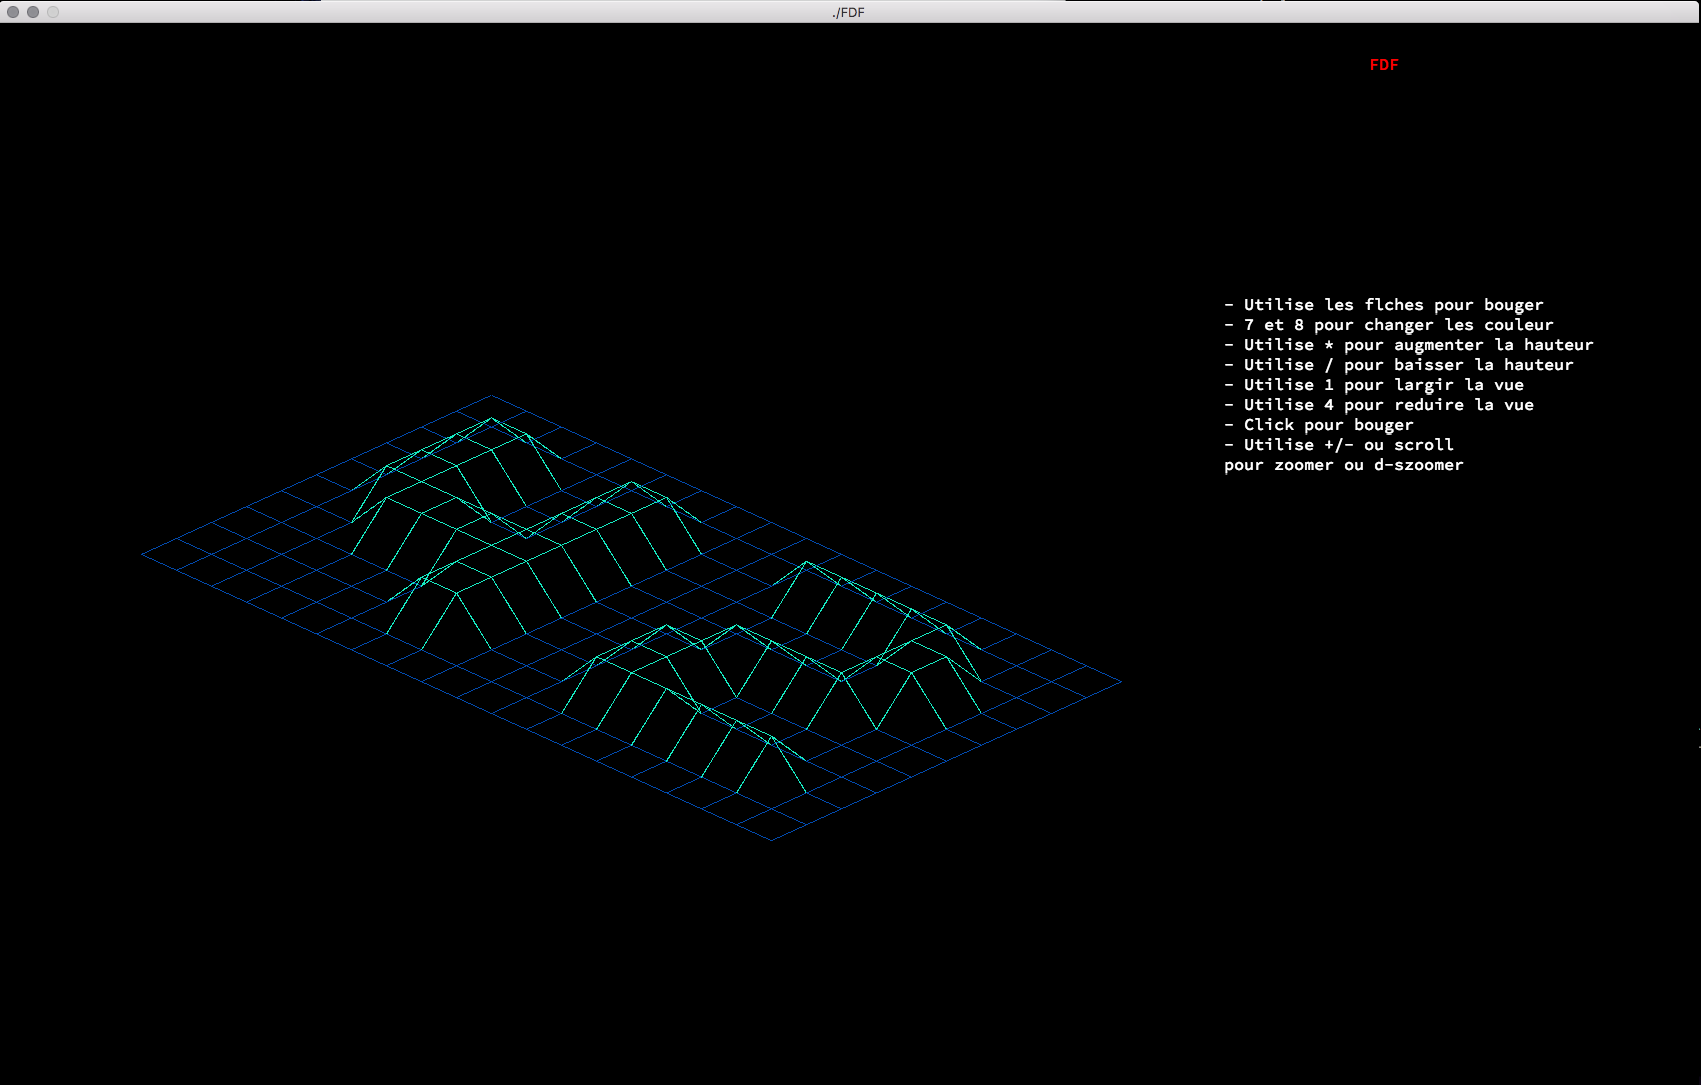 ./FDF
FDF
- Utilise les flches pour bouger
- 7 et 8 pour changer les couleur
- Utilise * pour augmenter la hauteur
- Utilise / pour baisser la hauteur
- Utilise 1 pour largir la vue
- Utilise 4 pour reduire la vue
- Click pour bouger
- Utilise +/- ou scroll
pour zoomer ou d-szoomer